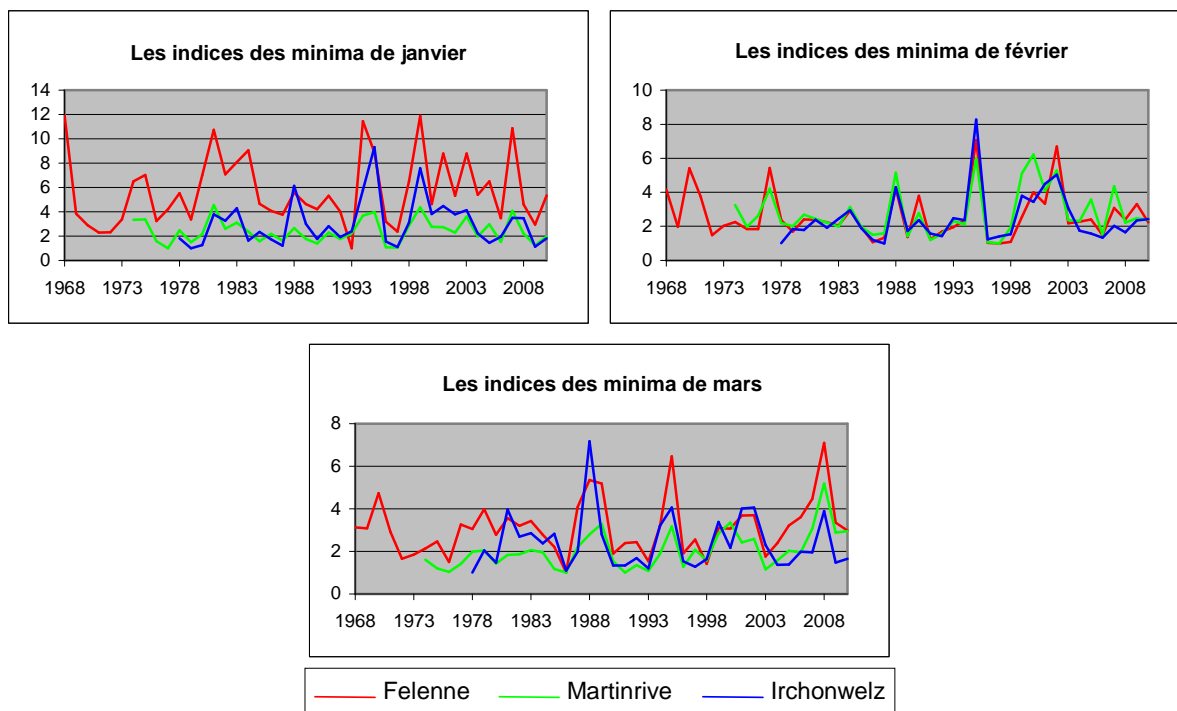 Les indices des minima de janvier
14
12
10
8
6
4
2
0
1968 1973 1978 1983 1988 1993 1998 2003 2008
Les indices des minima de février
10
8
6
4
2
0
1968 1973 1978 1983 1988 1993 1998 2003 2008
Les indices des minima de mars
8
6
4
2
0
1968 1973 1978 1983 1988 1993 1998 2003 2008
Felenne Martinrive Irchonwelz